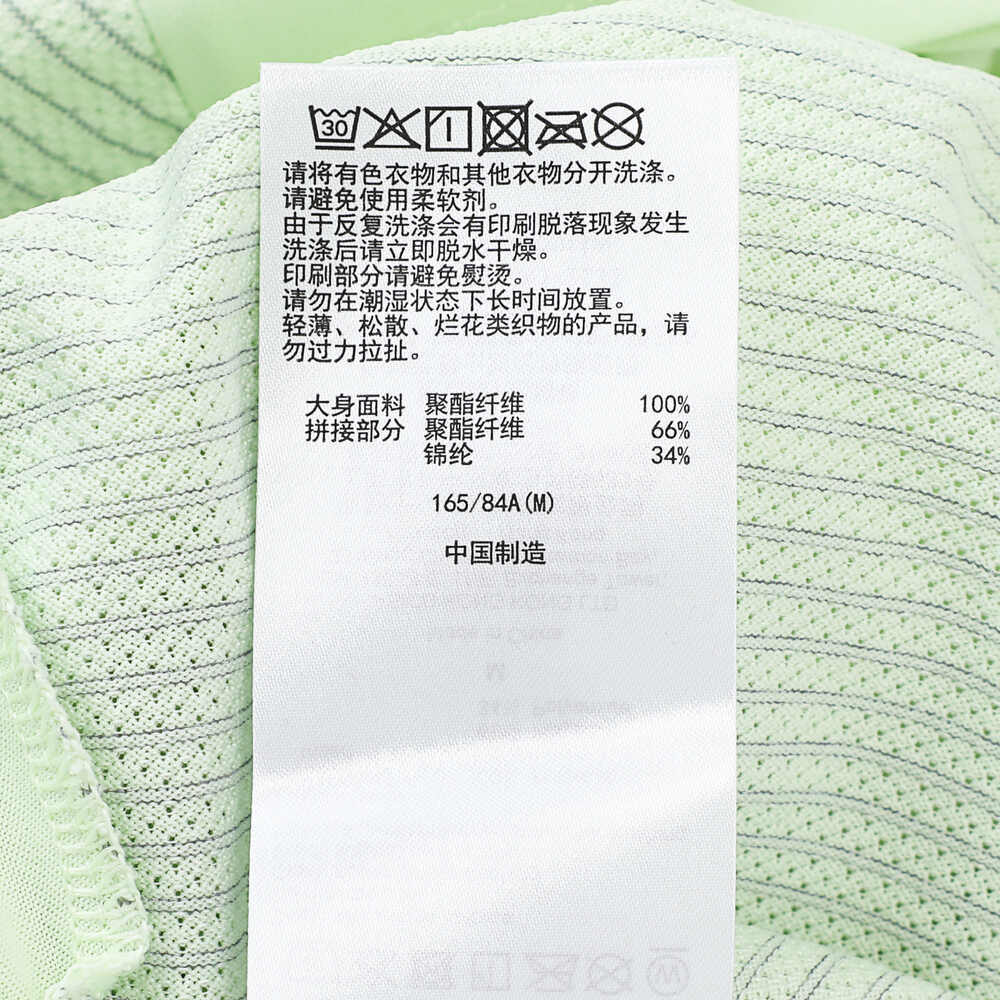 30
请将有色衣物和其他衣物分开洗涤。
请避免使用柔软剂。
由于反复洗涤会有印刷脱落现象发生
洗涤后请立即脱水干燥。
印刷部分请避免熨烫。
请勿在潮湿状态下长时间放置。
轻薄、松散、烂花类织物的产品，请
勿过力拉扯。
大身面料 聚酯纤维 100%
拼接部分 聚酯纤维 66%
锦纶 34%
165/84A(M)
中国制造